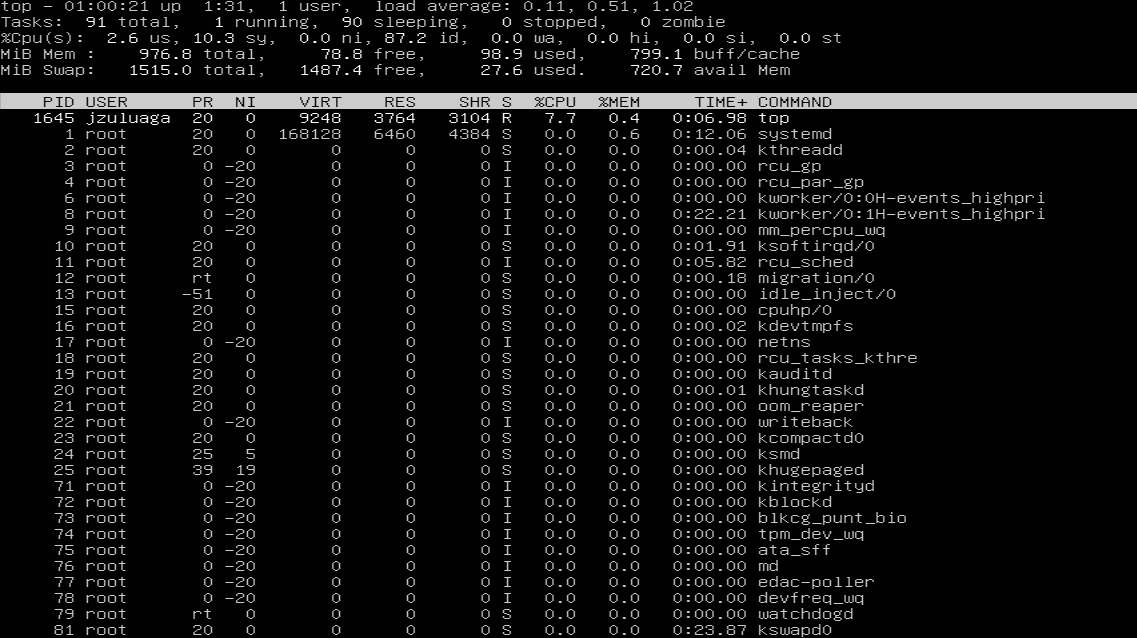 top - 01:00:21 up  1:31,  1 user,  load average: 0.11, 0.51, 1.02
Tasks:  91 total,   1 running,  90 sleeping,   0 stopped,   0 zombie
%Cpu(s):  2.6 us, 10.3 sy,  0.0 ni, 87.2 id,  0.0 wa,  0.0 hi,  0.0 si,  0.0 st
MiB Mem :    976.8 total,     78.8 free,     98.9 used,    799.1 buff/cache
MiB Swap:   1515.0 total,   1487.4 free,     27.6 used.    720.7 avail Mem
    PID USER      PR  NI    VIRT    RES    SHR S  %CPU  %MEM     TIME+ COMMAND
   1645 jzuluaga  20   0    9248   3764   3104 R   7.7   0.4   0:06.98 top
      1 root      20   0  168128   6460   4384 S   0.0   0.6   0:12.06 systemd
      2 root      20   0       0      0      0 S   0.0   0.0   0:00.04 kthreadd
      3 root       0 -20       0      0      0 I   0.0   0.0   0:00.00 rcu_gp
      4 root       0 -20       0      0      0 I   0.0   0.0   0:00.00 rcu_par_gp
      6 root       0 -20       0      0      0 I   0.0   0.0   0:00.00 kworker/0:0H-events_highpri
      8 root       0 -20       0      0      0 I   0.0   0.0   0:22.21 kworker/0:1H-events_highpri
      9 root       0 -20       0      0      0 I   0.0   0.0   0:00.00 mm_percpu_wq
     10 root      20   0       0      0      0 S   0.0   0.0   0:01.91 ksoftirqd/0
     11 root      20   0       0      0      0 I   0.0   0.0   0:05.82 rcu_sched
     12 root      rt   0       0      0      0 S   0.0   0.0   0:00.18 migration/0
     13 root     -51   0       0      0      0 S   0.0   0.0   0:00.00 idle_inject/0
     15 root      20   0       0      0      0 S   0.0   0.0   0:00.00 cpuhp/0
     16 root      20   0       0      0      0 S   0.0   0.0   0:00.02 kdevtmpfs
     17 root       0 -20       0      0      0 I   0.0   0.0   0:00.00 netns
     18 root      20   0       0      0      0 S   0.0   0.0   0:00.00 rcu_tasks_kthre
     19 root      20   0       0      0      0 S   0.0   0.0   0:00.00 kauditd
     20 root      20   0       0      0      0 S   0.0   0.0   0:00.01 khungtaskd
     21 root      20   0       0      0      0 S   0.0   0.0   0:00.00 oom_reaper
     22 root       0 -20       0      0      0 I   0.0   0.0   0:00.00 writeback
     23 root      20   0       0      0      0 S   0.0   0.0   0:00.00 kcompactd0
     24 root      25   5       0      0      0 S   0.0   0.0   0:00.00 ksmd
     25 root      39  19       0      0      0 S   0.0   0.0   0:00.00 khugepaged
     71 root       0 -20       0      0      0 I   0.0   0.0   0:00.00 kintegrityd
     72 root       0 -20       0      0      0 I   0.0   0.0   0:00.00 kblockd
     73 root       0 -20       0      0      0 I   0.0   0.0   0:00.00 blkcg_punt_bio
     74 root       0 -20       0      0      0 I   0.0   0.0   0:00.00 tpm_dev_wq
     75 root       0 -20       0      0      0 I   0.0   0.0   0:00.00 ata_sff
     76 root       0 -20       0      0      0 I   0.0   0.0   0:00.00 md
     77 root       0 -20       0      0      0 I   0.0   0.0   0:00.00 edac-poller
     78 root       0 -20       0      0      0 I   0.0   0.0   0:00.00 devfreq_wq
     79 root      rt   0       0      0      0 S   0.0   0.0   0:00.00 watchdogd
     81 root      20   0       0      0      0 S   0.0   0.0   0:23.87 kswapd0